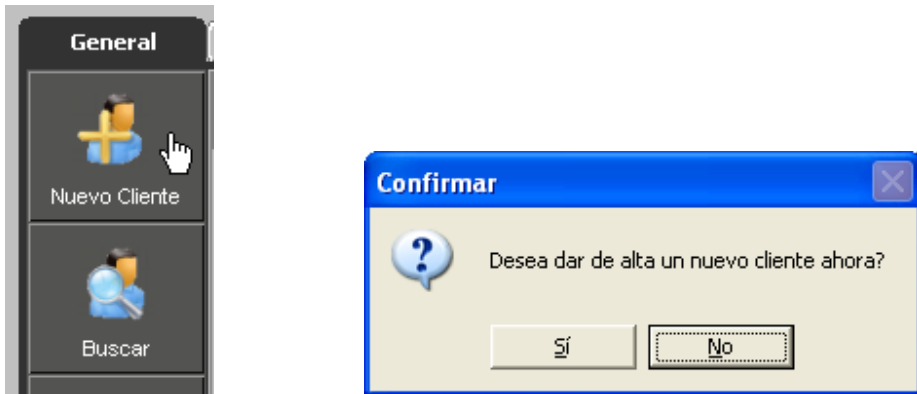 General
Nuevo Cliente
Buscar
Confirmar
Desea dar de alta un nuevo cliente ahora?
Sí
No